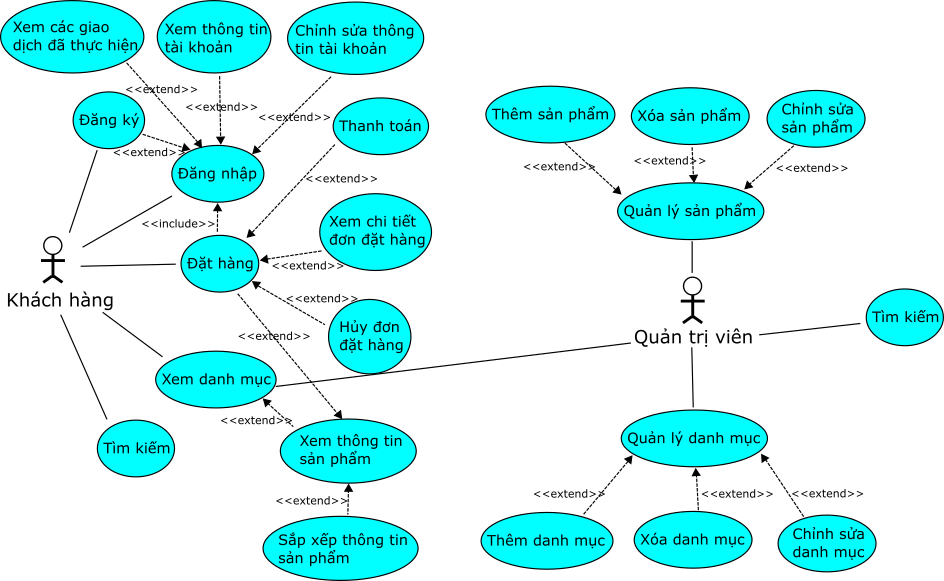 Xem các giao
dịch đã thực hiện
Xem thông tin
tài khoản
Chỉnh sửa thông
tin tài khoản
<<extend>>
<<extend>>
<<extend>>
Đăng ký
<<extend>>
Thanh toán
Đăng nhập
<<extend>>
<<include>>
Xem chi tiết
đơn đặt hàng
Đặt hàng
<<extend>>
<<extend>>
Khách hàng
Hủy đơn
đặt hàng
<<extend>>
Xem danh mục
<<extend>>
Tìm kiếm
Xem thông tin
sản phẩm
<<extend>>
Sắp xếp thông tin
sản phẩm
Thêm sản phẩm
Xóa sản phẩm
Chỉnh sửa
sản phẩm
<<extend>>
<<extend>>
<<extend>>
Quản lý sản phẩm
Quản trị viên
Tìm kiếm
Quản lý danh mục
<<extend>>
<<extend>>
<<extend>>
Thêm danh mục
Xóa danh mục
Chỉnh sửa
danh mục